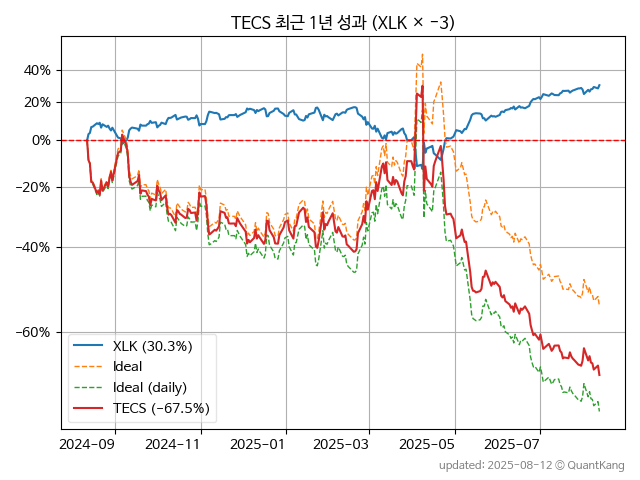 TECS 최근 1년 성과 (XLK × −3)
40%
20%
0%
−20%
−40%
−60%
XLK (30.3%)
Ideal
Ideal (daily)
TECS (−67.5%)
2024−09 2024−11 2025−01 2025−03 2025−05 2025−07
updated: 2025-08-12 © QuantKang